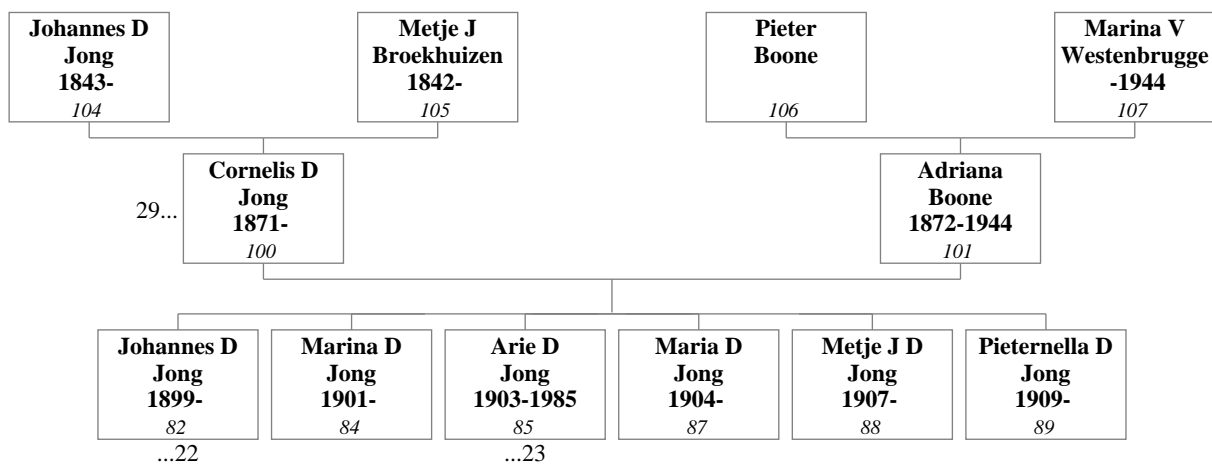 Johannes D
Jong
1843-
104
Metje J
Broekhuizen
1842-
105
Pieter
Boone
106
Marina V
Westenbrugge
-1944
107
29...
Cornelis D
Jong
1871-
100
Adriana
Boone
1872-1944
101
Johannes D
Jong
1899-
82
...22
Marina D
Jong
1901-
84
Arie D
Jong
1903-1985
85
...23
Maria D
Jong
1904-
87
Metje J D
Jong
1907-
88
Pieternella D
Jong
1909-
89